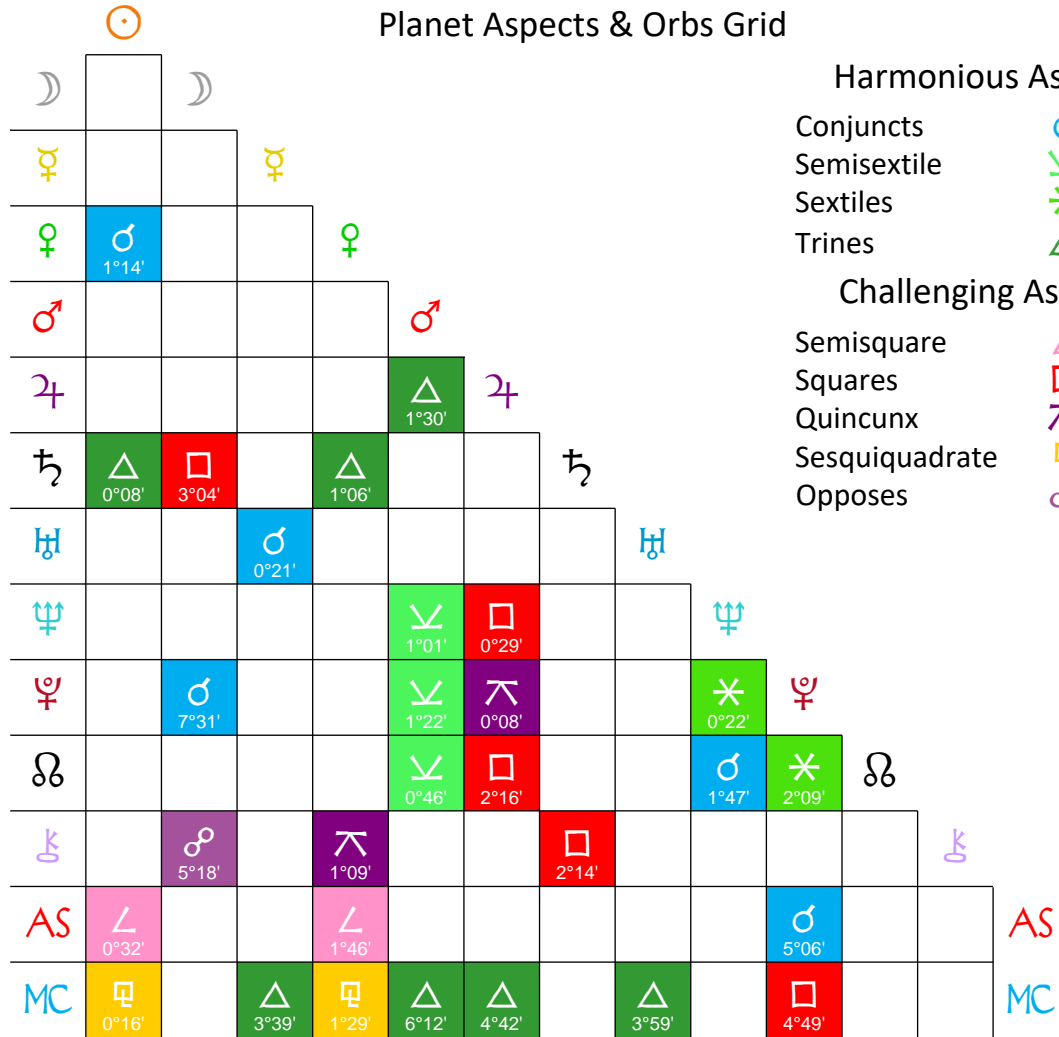 ☉ Planet Aspects & Orbs Grid
☽ ☽
Harmonious As
☿ ☿
Conjuncts ☌
Semisextile ⚺
Sextiles ⚹
Trines △
♀ ☌ 1°14' ♀
Challenging As
♂ ♂
Semisquare
Squares □
Quincunx ⚻
Sesquiquadrate
Opposes
♃ △ 1°30' ♃
♄ △ 0°08' □ 3°04' △ 1°06' ♄
♅ ☌ 0°21' ♅
♆ ⚺ 1°01' □ 0°29' ♆
♇ ☌ 7°31' ⚺ 1°22' ⚻ 0°08' ⚹ 0°22' ♇
☊ ⚺ 0°46' □ 2°16' ☌ 1°47' ⚹ 2°09' ☊
⚷ ☍ 5°18' ⚻ 1°09' □ 2°14' ⚷
AS ∠ 0°32' ∠ 1°46' ☌ 5°06' AS
MC ⚼ 0°16' △ 3°39' ⚼ 1°29' △ 6°12' △ 4°42' △ 3°59' □ 4°49' MC